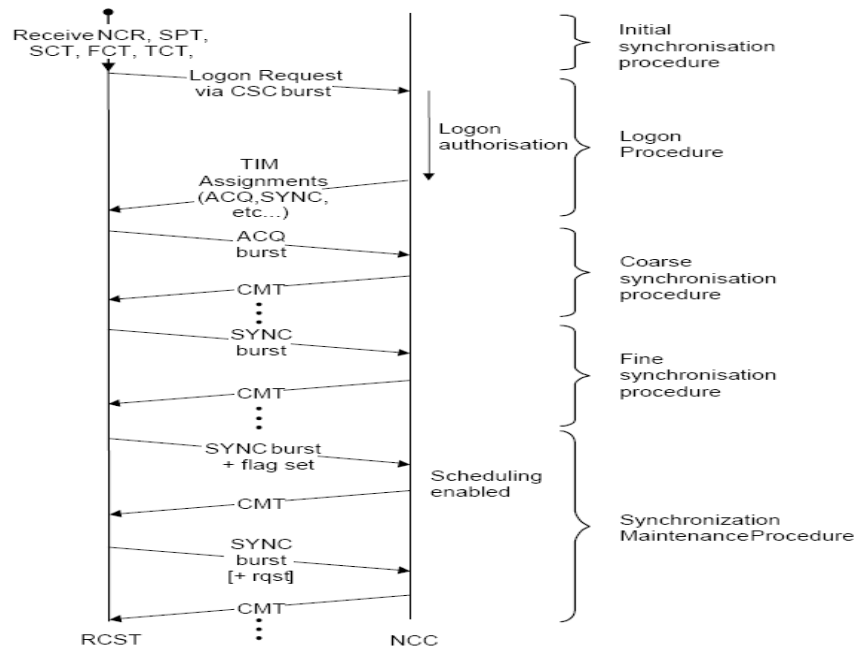 Receive NCR, SPT,
SCT, FCT, TCT,
Initial
synchronisation
procedure
Logon Request
via CSC burst
Logon
authorisation
Logon
Procedure
TIM
Assignments
(ACQ,SYNC,
etc...)
ACQ
burst
Coarse
synchronisation
procedure
CMT
SYNC
burst
Fine
synchronisation
procedure
CMT
SYNC burst
+ flag set
Scheduling
enabled
CMT
Synchronization
Maintenance Procedure
SYNC
burst
[+ rqst]
CMT
RCST
NCC